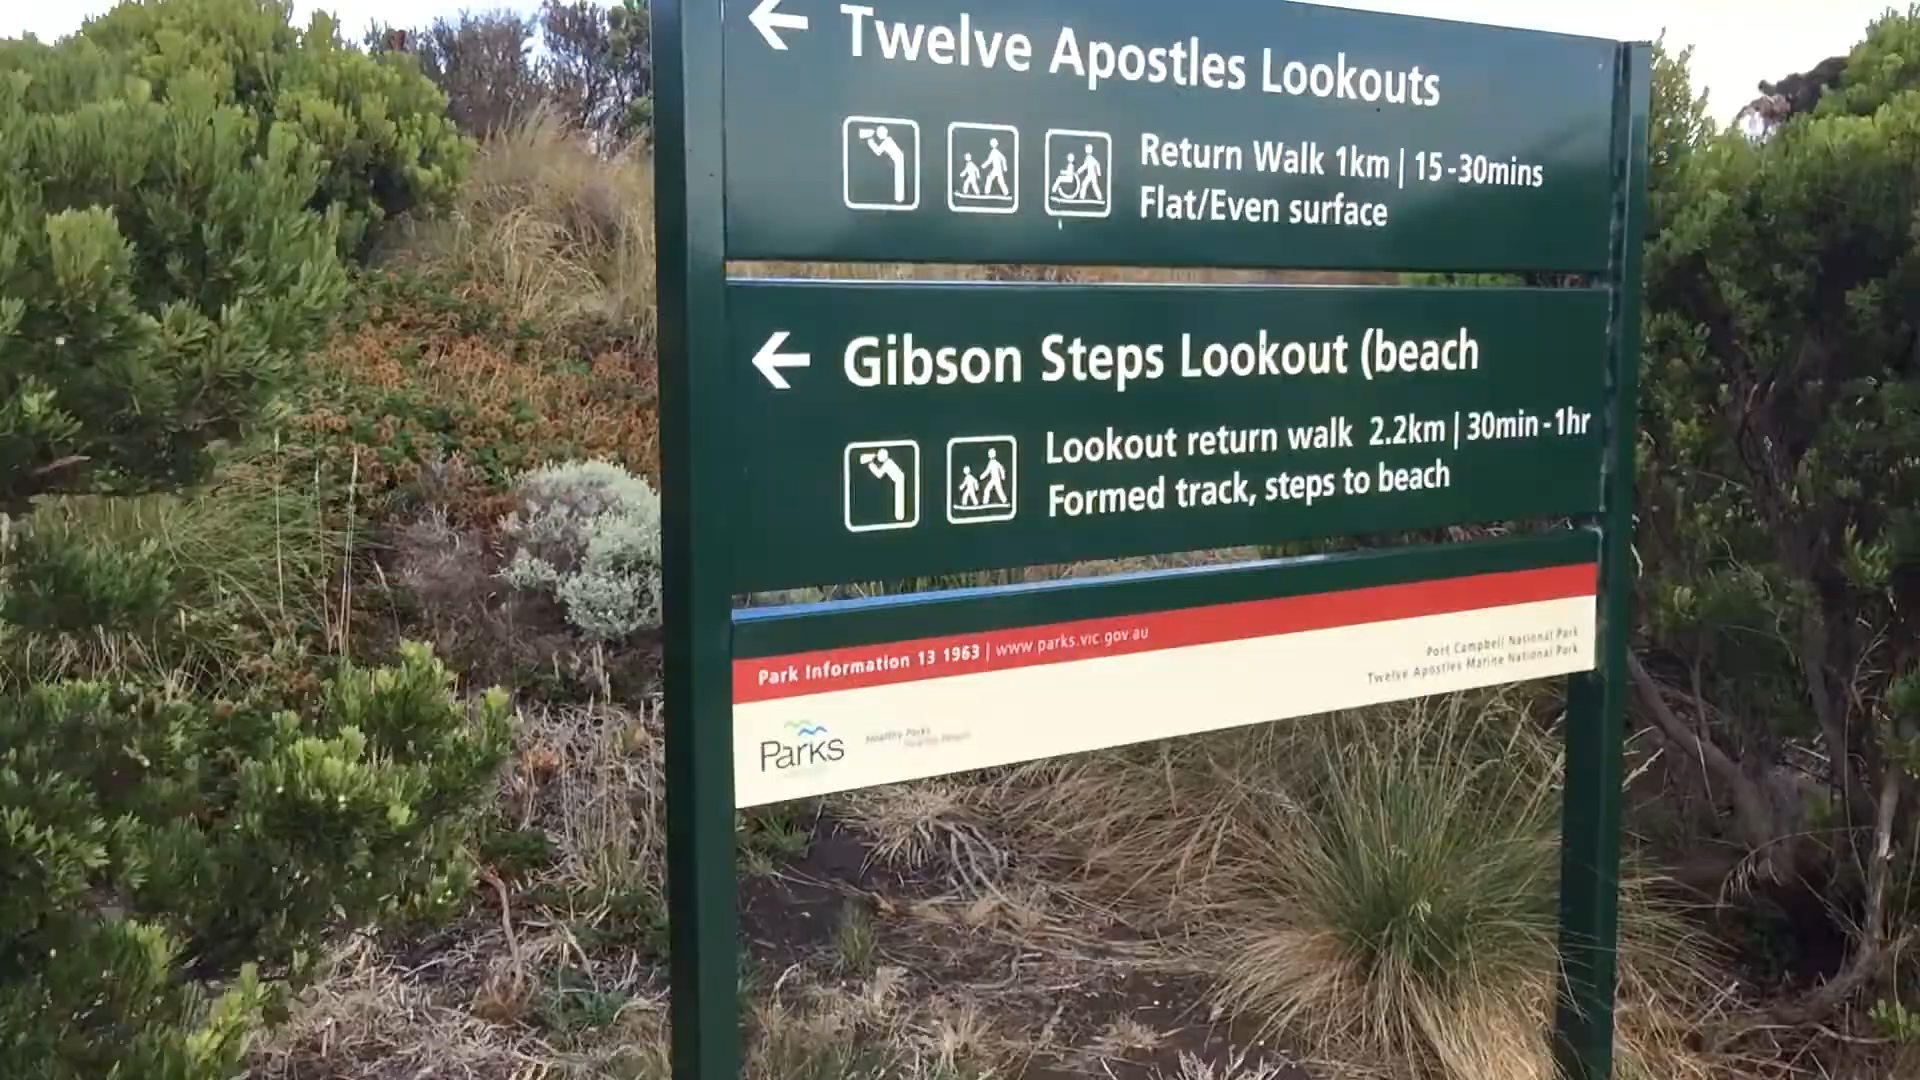 Twelve Apostles Lookouts
Return Walk 1km | 15-30mins
Flat/Even surface
Gibson Steps Lookout (beach
Lookout return walk 2.2km | 30min-1hr
Formed track, steps to beach
Park Information 13 1963 | www.parks.vic.gov.au
Port Campbell National Park
Twelve Apostles Marine National Park
Parks
Healthy Parks